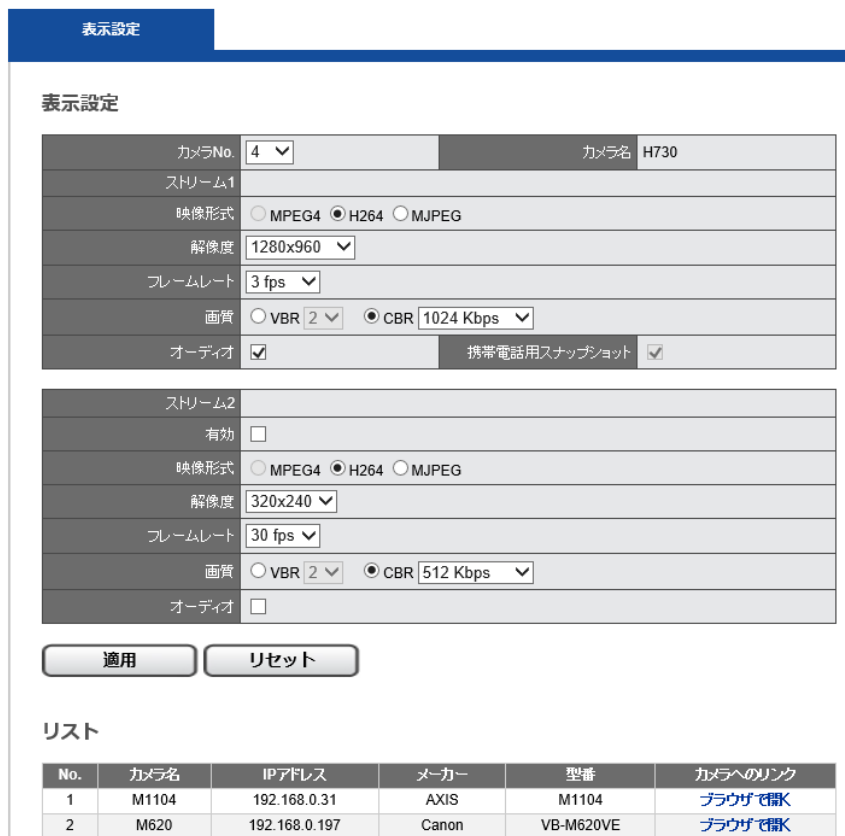 表示設定
表示設定
カメラNo. 4 カメラ名 H730
ストリーム1
映像形式 MPEG4 H264 MJPEG
解像度 1280x960
フレームレート 3 fps
画質 VBR 2 CBR 1024 Kbps
オーディオ 携帯電話用スナップショット
ストリーム2
有効
映像形式 MPEG4 H264 MJPEG
解像度 320x240
フレームレート 30 fps
画質 VBR 2 CBR 512 Kbps
オーディオ
適用 リセット
リスト
No. カメラ名 IPアドレス メーカー 型番 カメラへのリンク
1 M1104 192.168.0.31 AXIS M1104 ブラウザで開く
2 M620 192.168.0.197 Canon VB-M620VE ブラウザで開く